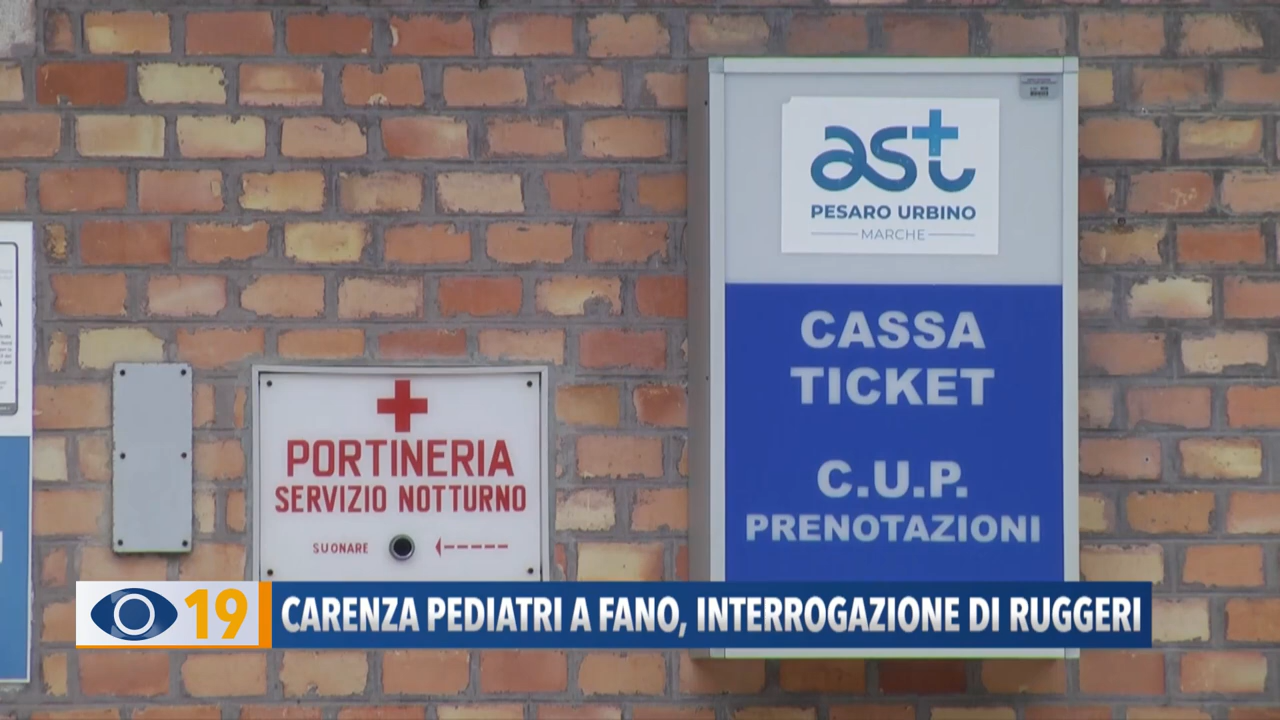 ast
PESARO URBINO
MARCHE
CASSA
TICKET
C.U.P.
PRENOTAZIONI
PORTINERIA
SERVIZIO NOTTURNO
SUONARE
19
CARENZA PEDIATRI A FANO, INTERROGAZIONE DI RUGGERI